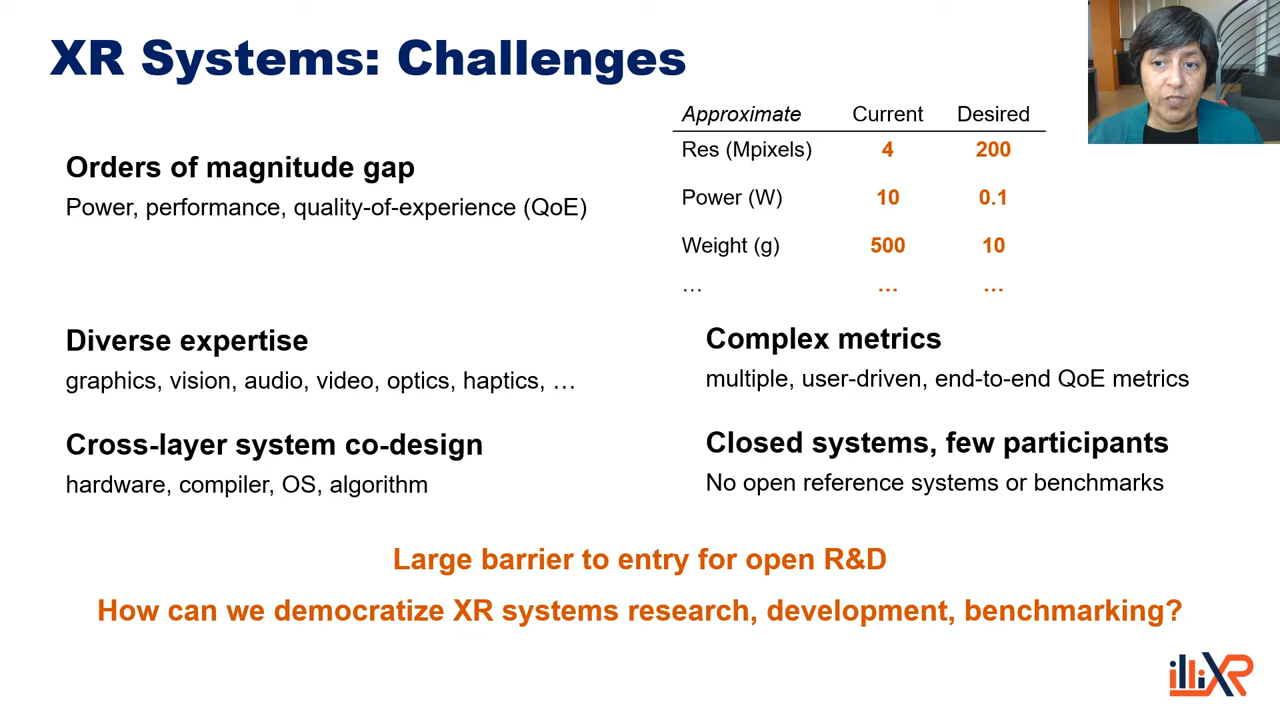 XR Systems: Challenges
Approximate Current Desired
Res (Mpixels) 4 200
Power (W) 10 0.1
Weight (g) 500 10
… … …
Orders of magnitude gap
Power, performance, quality-of-experience (QoE)
Diverse expertise
graphics, vision, audio, video, optics, haptics, …
Complex metrics
multiple, user-driven, end-to-end QoE metrics
Cross-layer system co-design
hardware, compiler, OS, algorithm
Closed systems, few participants
No open reference systems or benchmarks
Large barrier to entry for open R&D
How can we democratize XR systems research, development, benchmarking?
illiXR